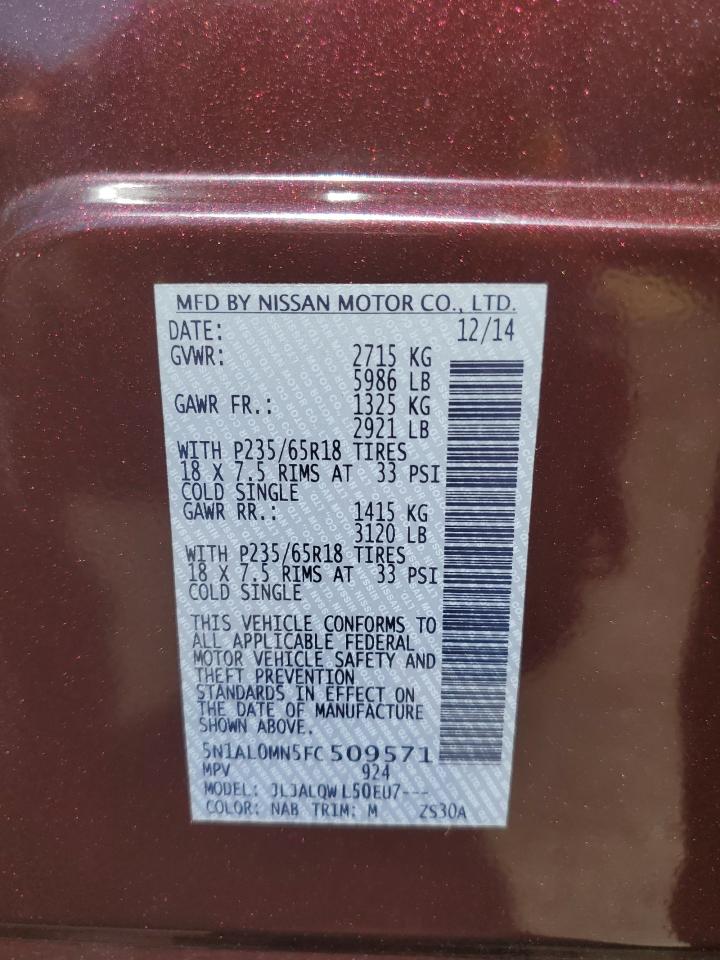 MFD BY NISSAN MOTOR CO., LTD.
DATE: 12/14
GVWR: 2715 KG
5986 LB
GAWR FR.: 1325 KG
2921 LB
WITH P235/65R18 TIRES
18 X 7.5 RIMS AT 33 PSI
COLD SINGLE
GAWR RR.: 1415 KG
3120 LB
WITH P235/65R18 TIRES
18 X 7.5 RIMS AT 33 PSI
COLD SINGLE
THIS VEHICLE CONFORMS TO
ALL APPLICABLE FEDERAL
MOTOR VEHICLE SAFETY AND
THEFT PREVENTION
STANDARDS IN EFFECT ON
THE DATE OF MANUFACTURE
SHOWN ABOVE.
5N1AL0MN5FC 509571
MPV 924
MODEL: JLJALQW L50EU7---
COLOR: NAB TRIM: M ZS30A